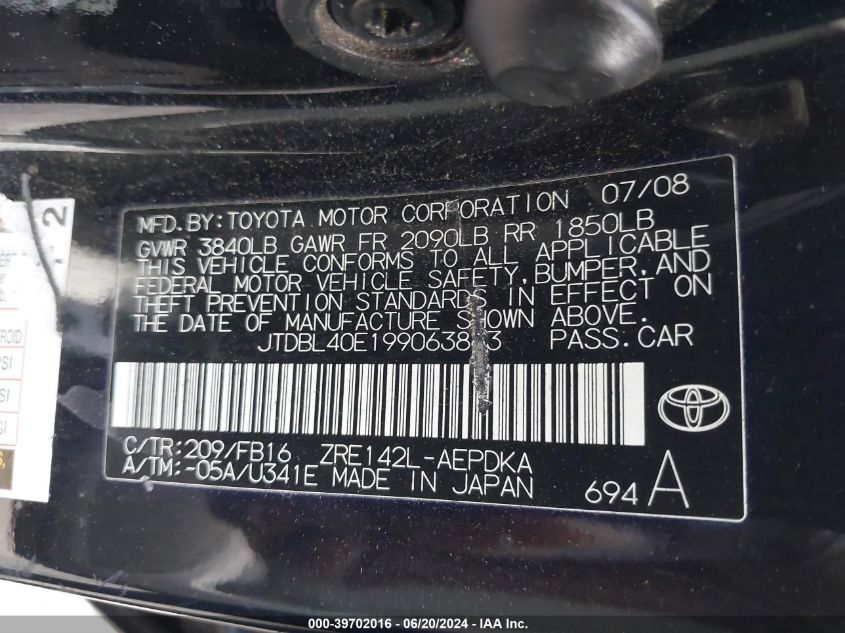 MFD. BY: TOYOTA MOTOR CORPORATION 07/08
GVWR 3840LB GAWR FR 2090LB RR 1850LB
THIS VEHICLE CONFORMS TO ALL APPLICABLE
FEDERAL MOTOR VEHICLE SAFETY, BUMPER, AND
THEFT PREVENTION STANDARDS IN EFFECT ON
THE DATE OF MANUFACTURE SHOWN ABOVE.
PASS. CAR
C/TR: 209/FB16 ZRE142L-AEPDKA
A/TM: -05A/U341E MADE IN JAPAN
694 A
000-39702016 - 06/20/2024 - IAA Inc.